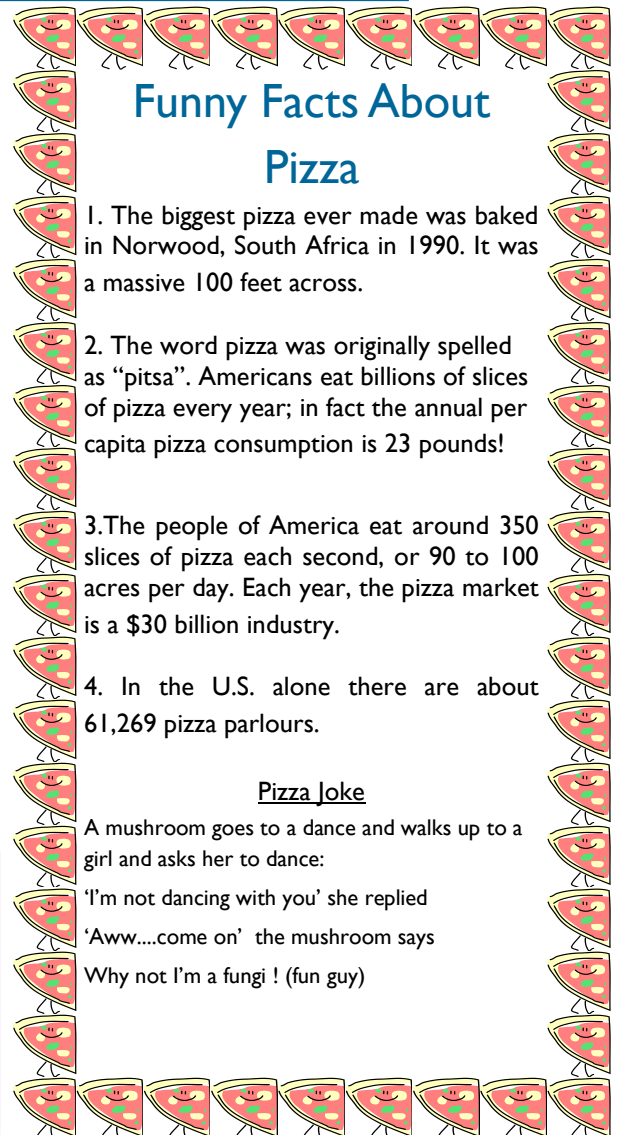 Funny Facts About
Pizza
1. The biggest pizza ever made was baked
in Norwood, South Africa in 1990. It was
a massive 100 feet across.
2. The word pizza was originally spelled
as “pitsa”. Americans eat billions of slices
of pizza every year; in fact the annual per
capita pizza consumption is 23 pounds!
3.The people of America eat around 350
slices of pizza each second, or 90 to 100
acres per day. Each year, the pizza market
is a $30 billion industry.
4. In the U.S. alone there are about
61,269 pizza parlours.
Pizza Joke
A mushroom goes to a dance and walks up to a
girl and asks her to dance:
‘I’m not dancing with you’ she replied
‘Aww....come on’  the mushroom says
Why not I’m a fungi ! (fun guy)